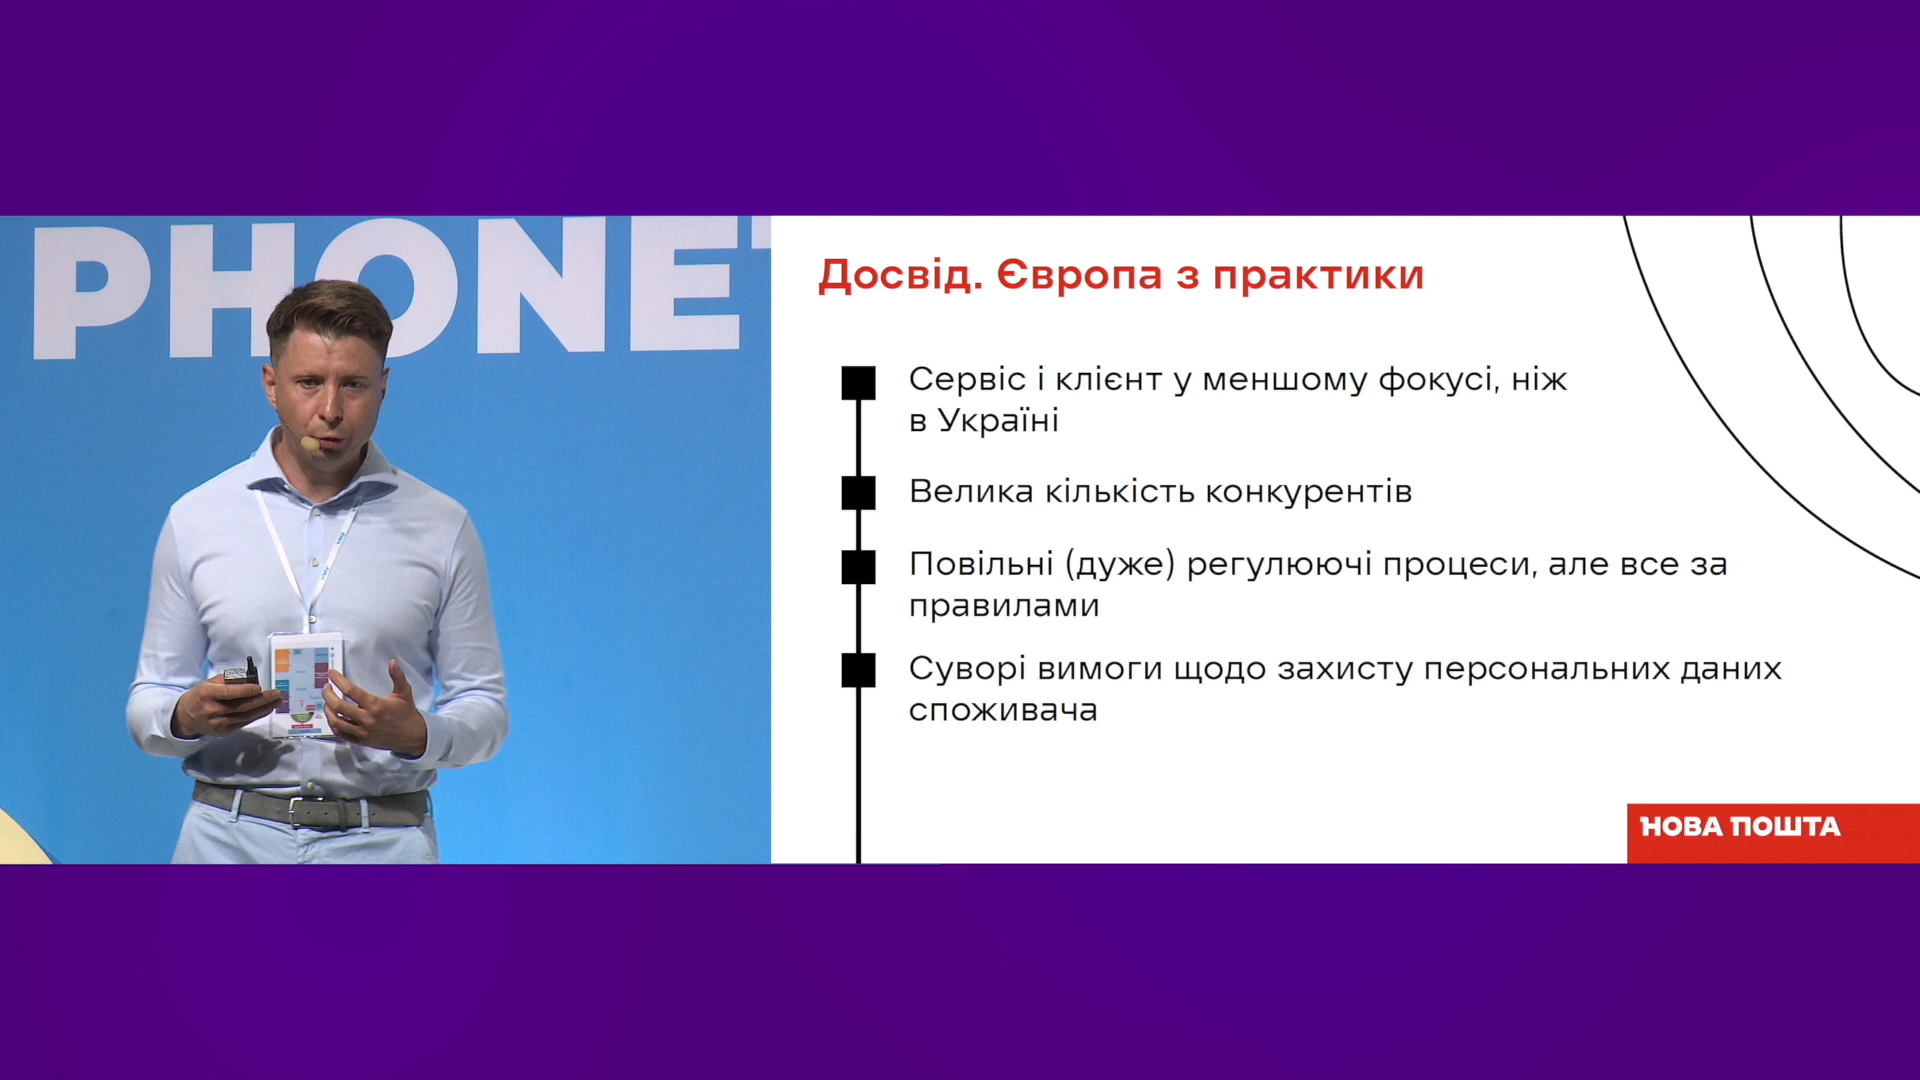 PHONET
Досвід. Європа з практики
Сервіс і клієнт у меншому фокусі, ніж
в Україні
Велика кількість конкурентів
Повільні (дуже) регулюючі процеси, але все за
правилами
Суворі вимоги щодо захисту персональних даних
споживача
НОВА ПОШТА